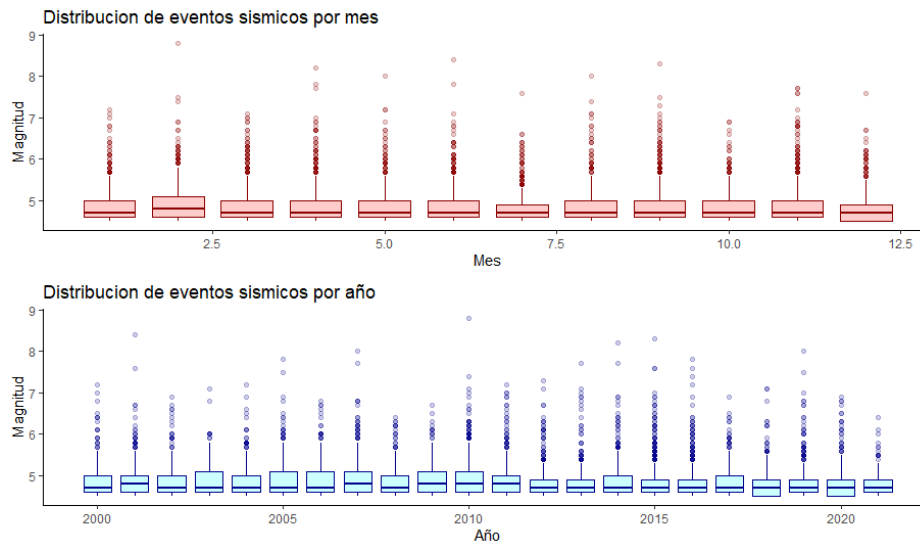 Distribucion de eventos sismicos por mes
9
8
7
6
5
Magnitud
2.5 5.0 7.5 10.0 12.5
Mes
Distribucion de eventos sismicos por año
9
8
7
6
5
Magnitud
2000 2005 2010 2015 2020
Año